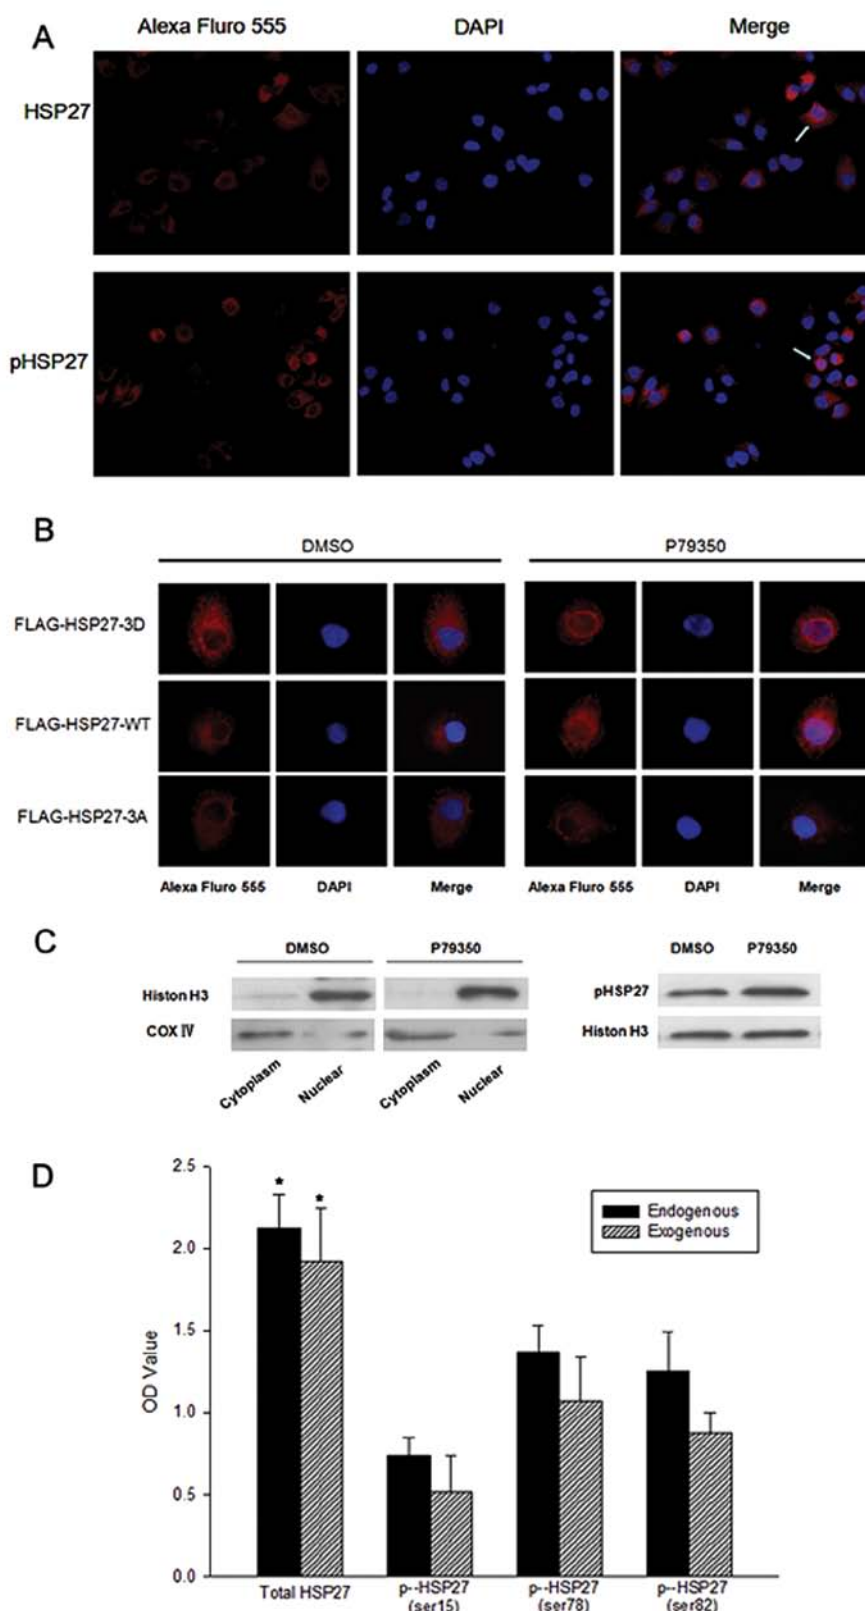 A
Alexa Fluro 555 DAPI Merge
HSP27
pHSP27
B
DMSO P79350
FLAG-HSP27-3D
FLAG-HSP27-WT
FLAG-HSP27-3A
Alexa Fluro 555 DAPI Merge Alexa Fluro 555 DAPI Merge
C
DMSO P79350 DMSO P79350
Histon H3 pHSP27
COX Ⅳ Histon H3
Cytoplasm Nuclear Cytoplasm Nuclear
D
2.5
2.0
1.5
1.0
0.5
0.0
OD Value
* *
Endogenous
Exogenous
Total HSP27 p--HSP27 p--HSP27 p--HSP27
(ser15) (ser78) (ser82)